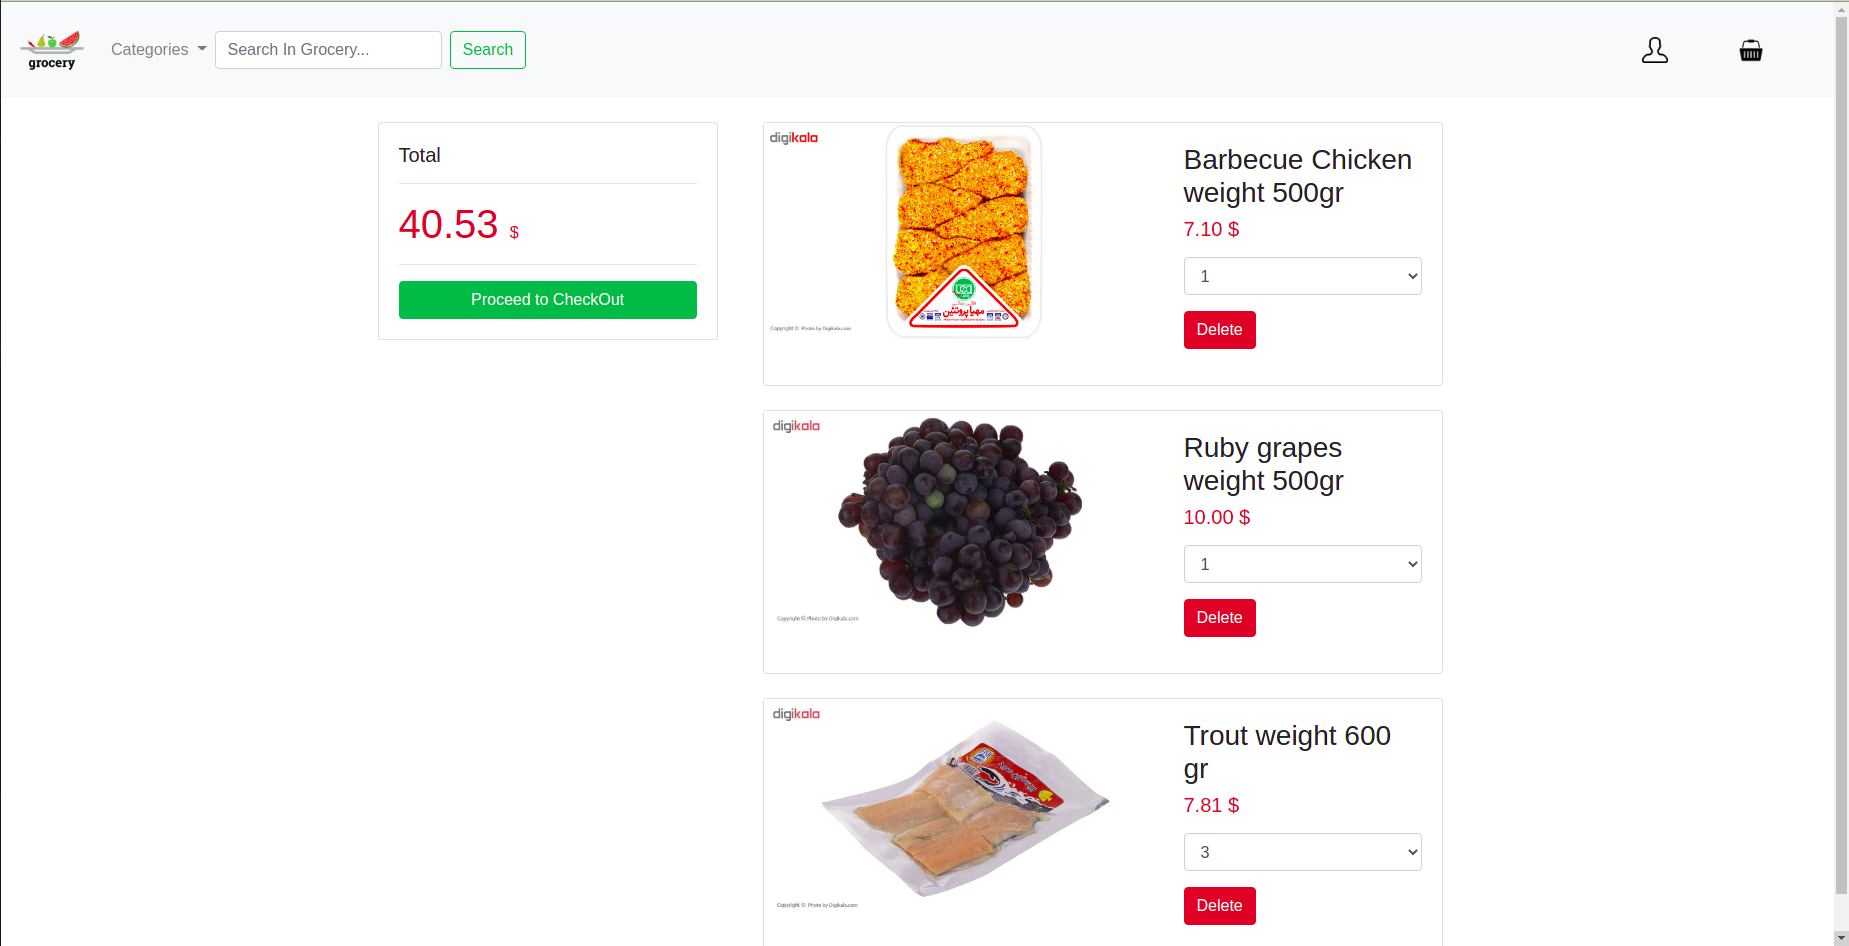 grocery
Categories
Search In Grocery...
Search
Total
40.53 $
Proceed to CheckOut
digikala
مهیا پروتئین
Copyright © Photo by Digikala.com
Barbecue Chicken
weight 500gr
7.10 $
1
Delete
digikala
Copyright © Photo by Digikala.com
Ruby grapes
weight 500gr
10.00 $
1
Delete
digikala
Copyright © Photo by Digikala.com
Trout weight 600
gr
7.81 $
3
Delete